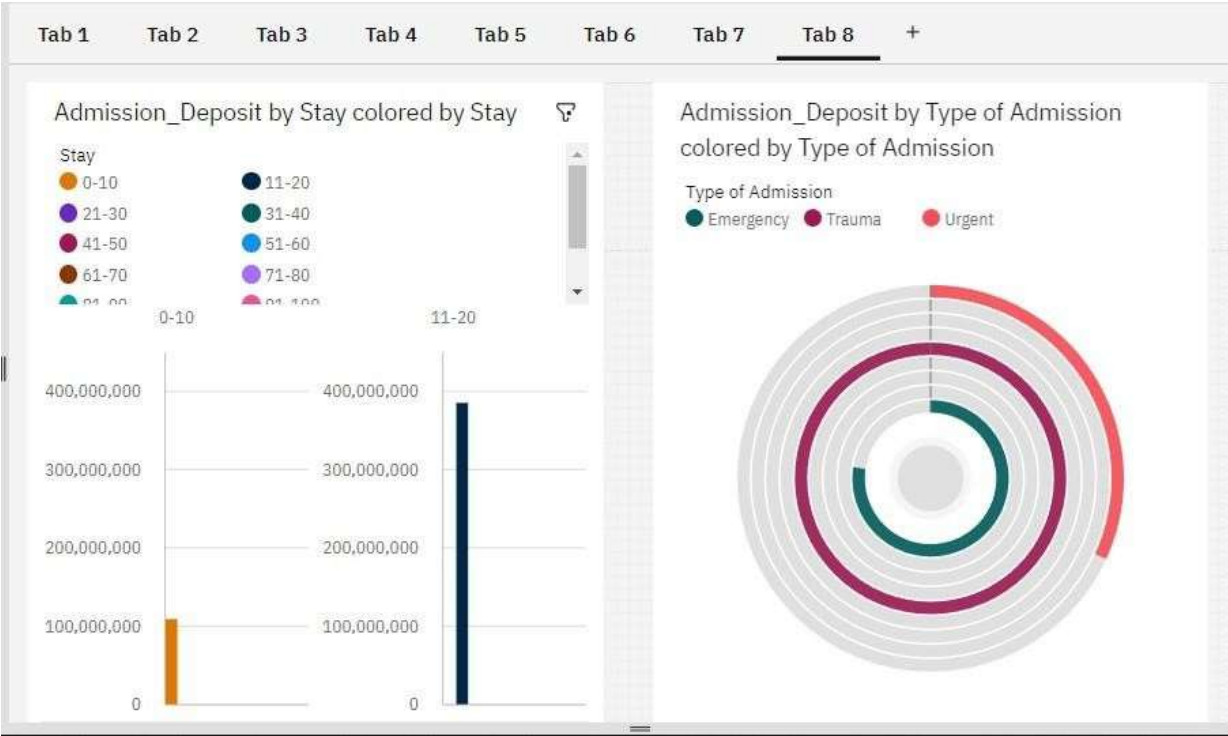 Tab 1 Tab 2 Tab 3 Tab 4 Tab 5 Tab 6 Tab 7 Tab 8 +
Admission_Deposit by Stay colored by Stay
Stay
0-10 11-20
21-30 31-40
41-50 51-60
61-70 71-80
0-10 11-20
400,000,000 400,000,000
300,000,000 300,000,000
200,000,000 200,000,000
100,000,000 100,000,000
0 0
Admission_Deposit by Type of Admission
colored by Type of Admission
Type of Admission
Emergency Trauma Urgent